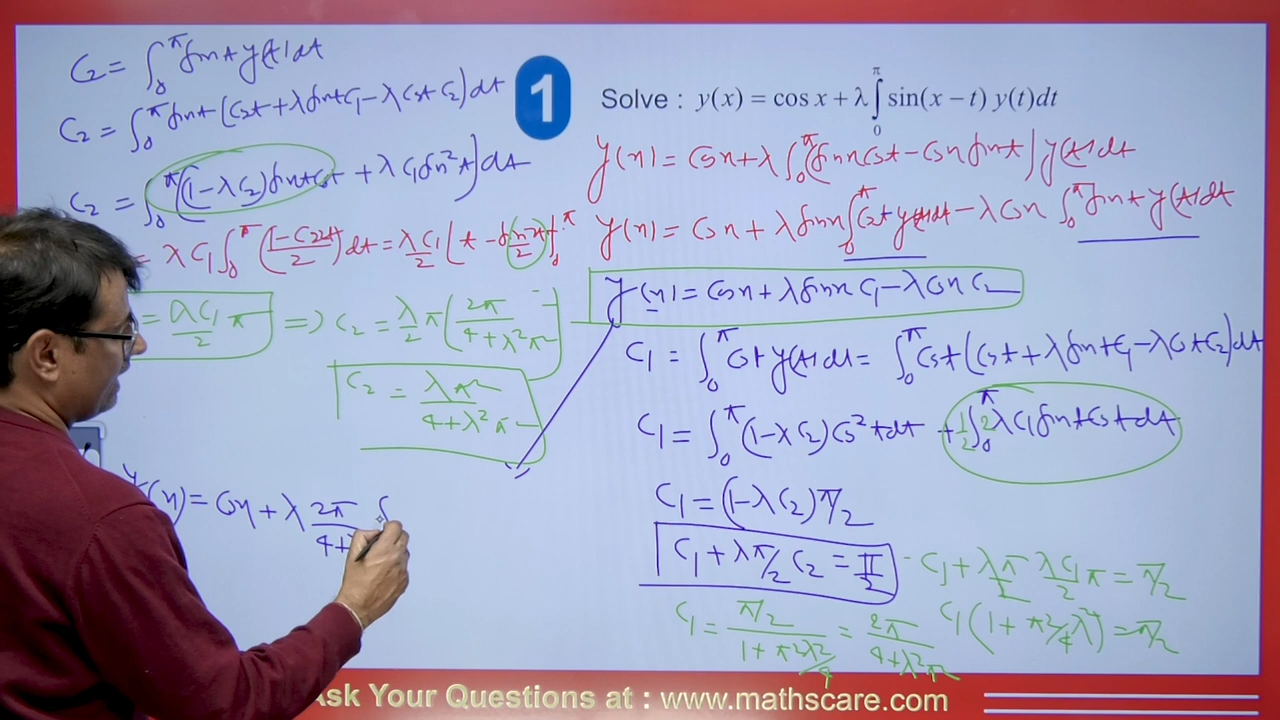 1
Solve : y(x) = cos x + λ∫₀^π sin(x − t) y(t)dt
y(x) = cos x + λ ∫₀^π (sin x cos t − cos x sin t) y(t) dt
y(x) = cos x + λ sin x ∫₀^π cos t y(t) dt − λ cos x ∫₀^π sin t y(t) dt
y(x) = cos x + λ sin x C₁ − λ cos x C₂
C₁ = ∫₀^π cos t y(t) dt = ∫₀^π cos t (cos t + λ sin t C₁ − λ cos t C₂) dt
C₁ = ∫₀^π (1 − λC₂) cos² t dt + 1/2 ∫₀^π 2 λ C₁ sin t cos t dt
C₁ = (1 − λC₂) π/2
C₁ + λπ/2 C₂ = π/2
C₁ + λπ/2 λC₁/2 π = π/2
C₁ (1 + π²/4 λ²) = π/2
C₁ = (π/2)/(1 + π²λ²/4) = 2π/(4 + λ²π²)
C₂ = ∫₀^π sin t y(t) dt
C₂ = ∫₀^π sin t (cos t + λ sin t C₁ − λ cos t C₂) dt
C₂ = ∫₀^π [(1 − λC₂) sin t cos t + λ C₁ sin² t] dt
= λ C₁ ∫₀^π ((1 − cos 2t)/2) dt = λC₁/2 (t − sin 2t/2)₀^π
= λC₁/2 π ⇒ C₂ = λ/2 π (2π/(4 + λ²π²))
C₂ = λπ²/(4 + λ²π²)
y(x) = cos x + λ 2π/(4+λ
Ask Your Questions at : www.mathscare.com